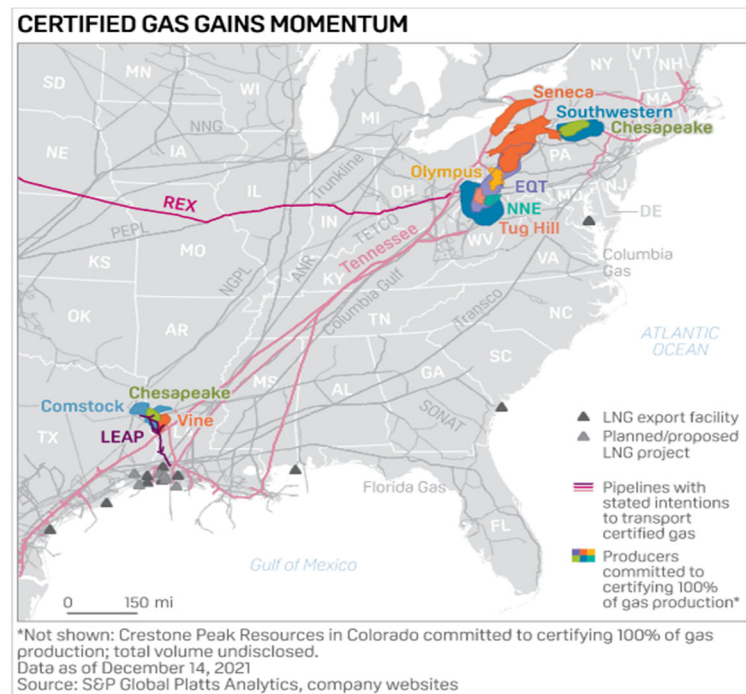 CERTIFIED GAS GAINS MOMENTUM
SD
MN
WI
MI
NY
VT
NH
MA
Seneca
Southwestern
Chesapeake
NNG
NE
IA
Trunkline
PA
Olympus
EQT
NJ
REX
IL
IN
OH
NNE
MD
DE
PEPL
TETCO
Tug Hill
WV
KS
MO
NGPL
ANR
Tennessee
KY
VA
Columbia
Gas
Columbia Gulf
OK
AR
TN
Transco
NC
ATLANTIC
OCEAN
SC
Chesapeake
MS
AL
GA
Comstock
Vine
SONAT
LEAP
TX
Florida Gas
FL
Gulf of Mexico
LNG export facility
Planned/proposed
LNG project
Pipelines with
stated intentions
to transport
certified gas
Producers
committed to
certifying 100%
of gas production*
0 150 mi
*Not shown: Crestone Peak Resources in Colorado committed to certifying 100% of gas
production; total volume undisclosed.
Data as of December 14, 2021
Source: S&P Global Platts Analytics, company websites